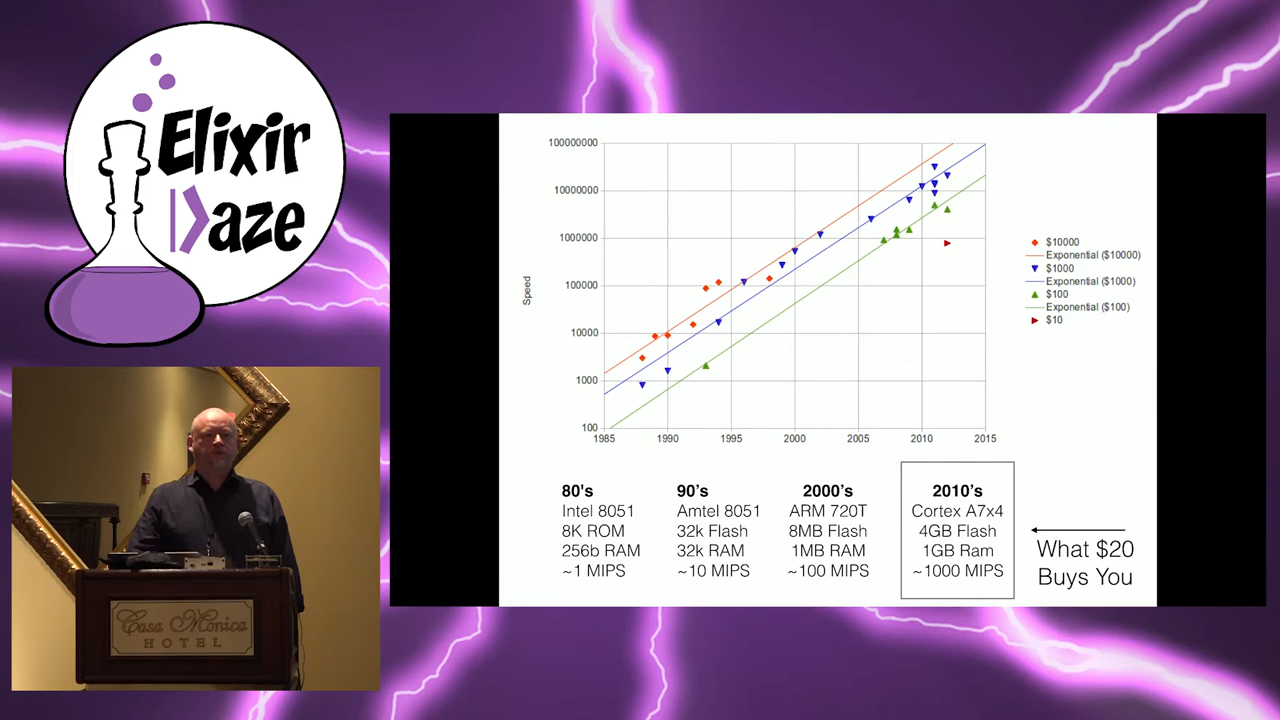 Elixir
Daze
100000000
10000000
1000000
100000
10000
1000
100
Speed
1985
1990
1995
2000
2005
2010
2015
$10000
Exponential ($10000)
$1000
Exponential ($1000)
$100
Exponential ($100)
$10
80's
Intel 8051
8K ROM
256b RAM
~1 MIPS
90's
Amtel 8051
32k Flash
32k RAM
~10 MIPS
2000's
ARM 720T
8MB Flash
1MB RAM
~100 MIPS
2010's
Cortex A7x4
4GB Flash
1GB Ram
~1000 MIPS
What $20
Buys You
Casa Monica
HOTEL